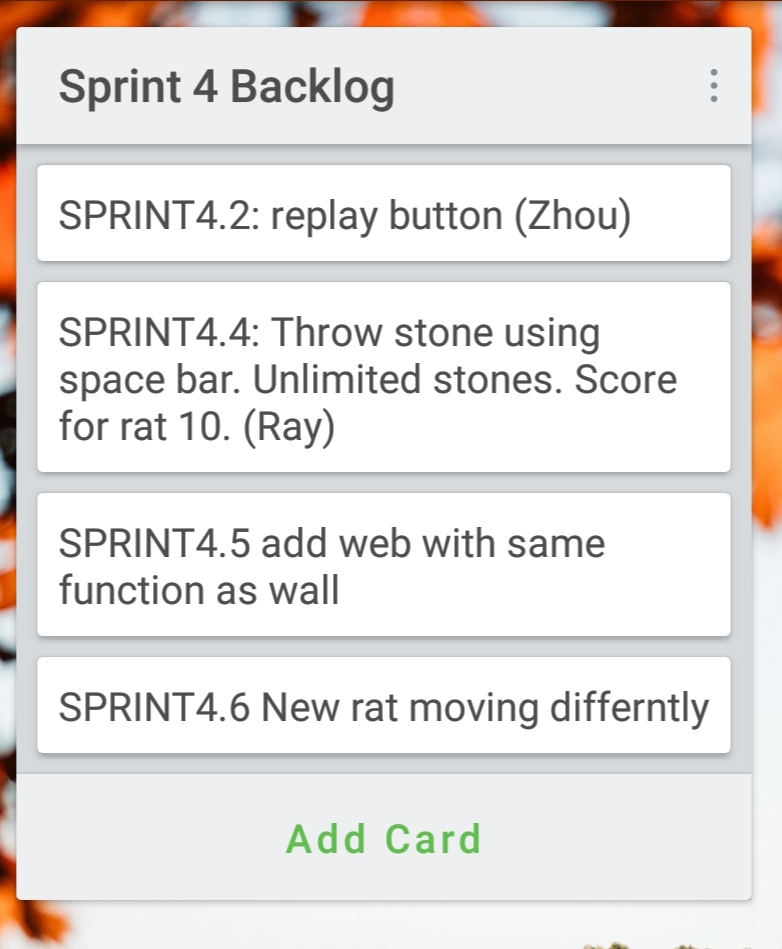 Sprint 4 Backlog
SPRINT4.2: replay button (Zhou)
SPRINT4.4: Throw stone using
space bar. Unlimited stones. Score
for rat 10. (Ray)
SPRINT4.5 add web with same
function as wall
SPRINT4.6 New rat moving differntly
Add Card